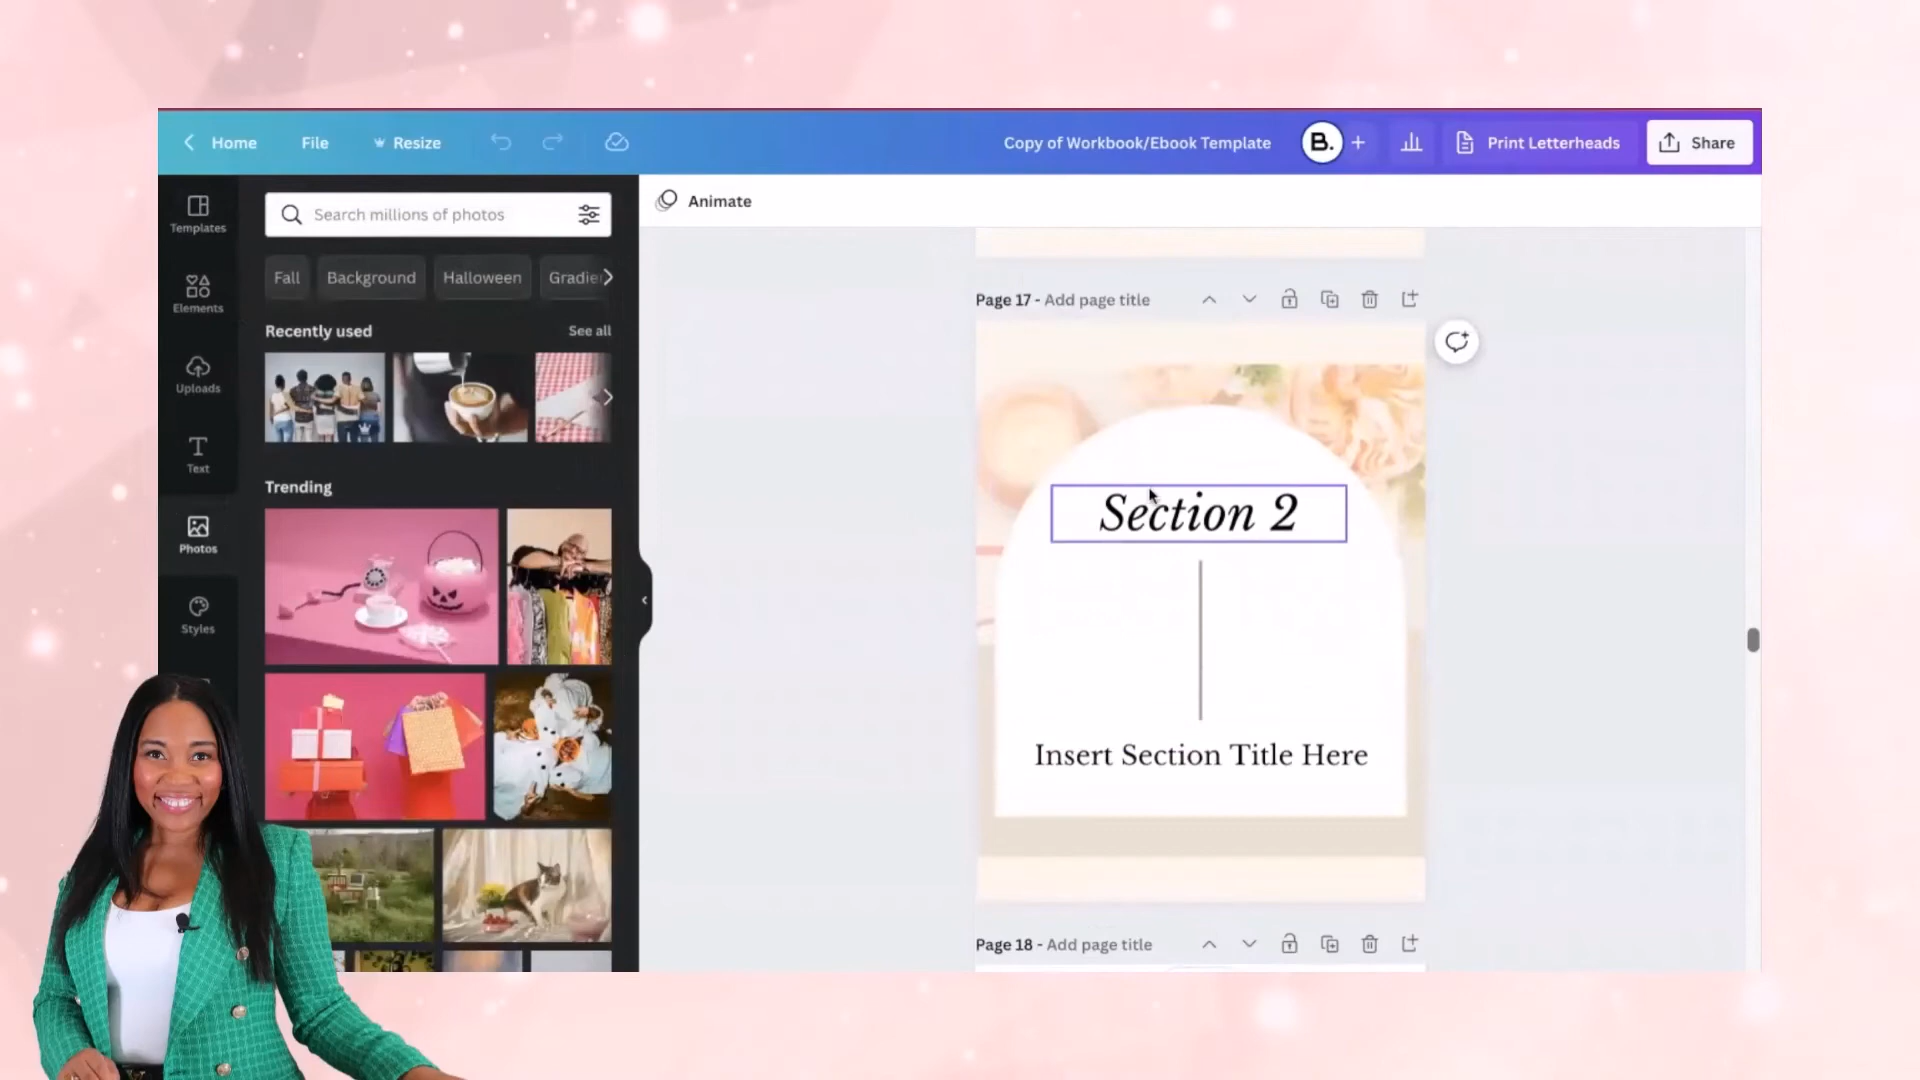 Home File Resize Copy of Workbook/Ebook Template B. + Print Letterheads Share
Templates
Elements
Uploads
Text
Photos
Styles
Search millions of photos
Fall Background Halloween Gradie
Recently used See all
Trending
Animate
Page 17 - Add page title
Section 2
Insert Section Title Here
Page 18 - Add page title